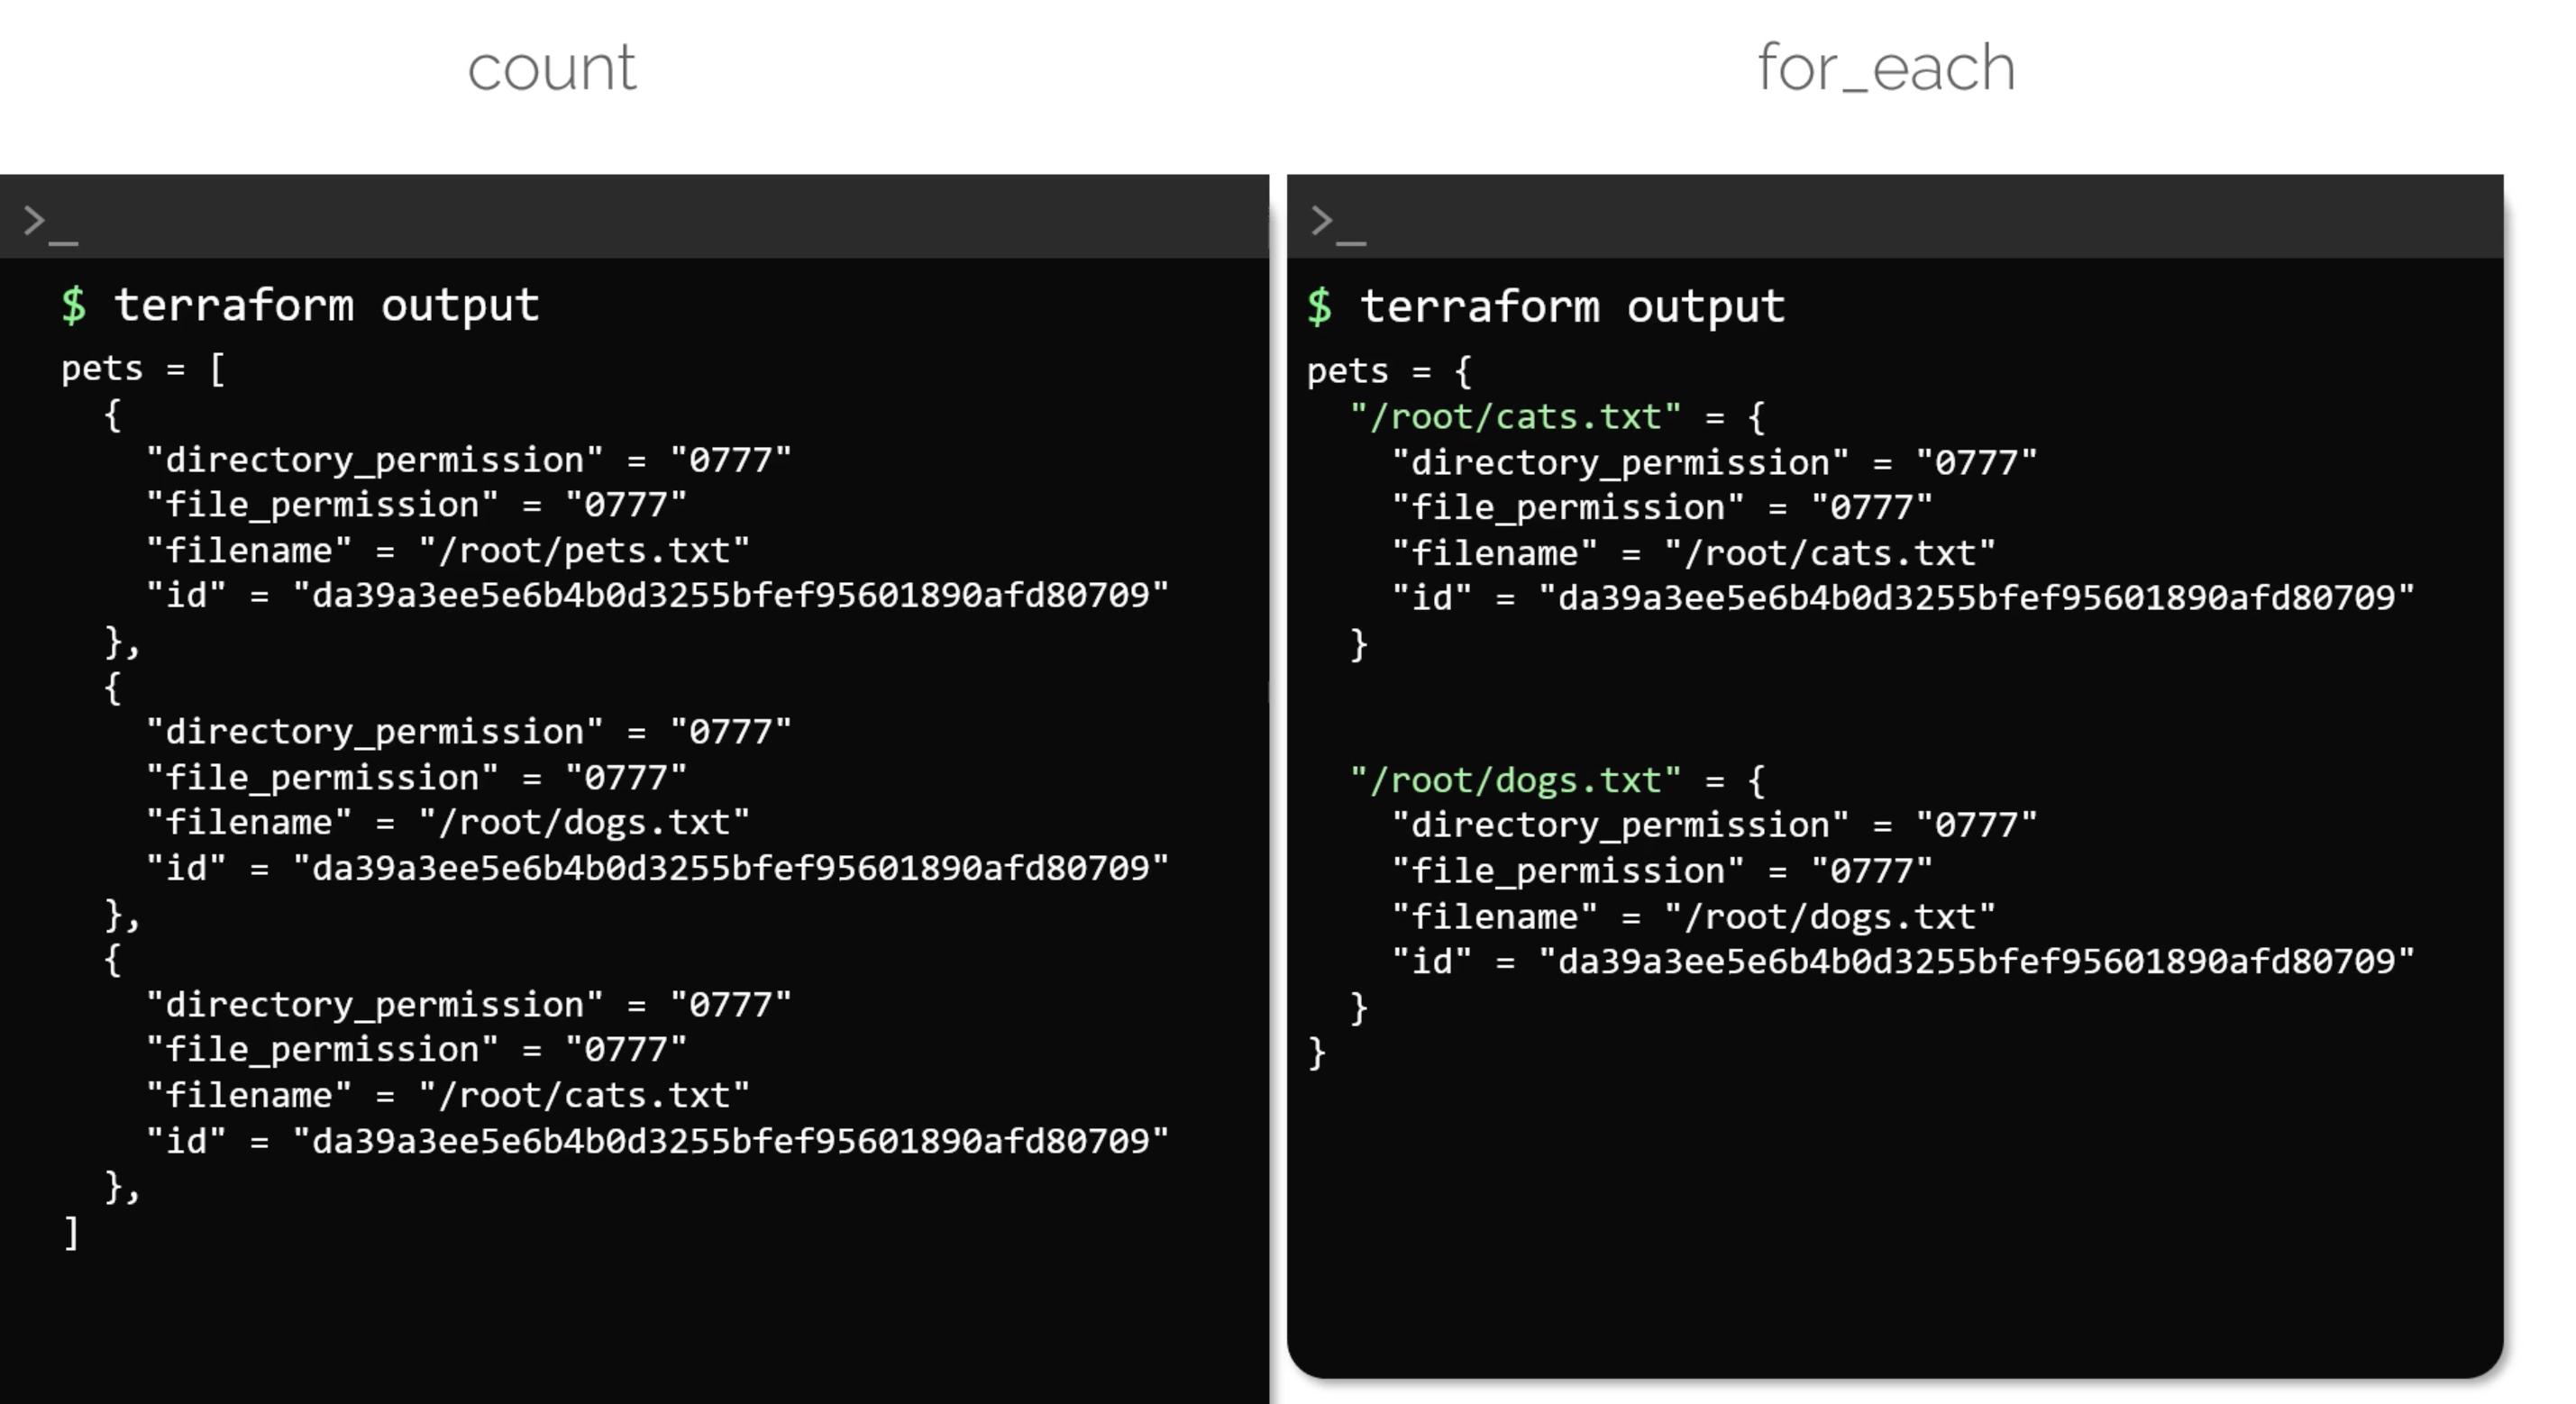 count
>_
$ terraform output
pets = [
{
"directory_permission" = "0777"
"file_permission" = "0777"
"filename" = "/root/pets.txt"
"id" = "da39a3ee5e6b4b0d3255bfef95601890afd80709"
},
{
"directory_permission" = "0777"
"file_permission" = "0777"
"filename" = "/root/dogs.txt"
"id" = "da39a3ee5e6b4b0d3255bfef95601890afd80709"
},
{
"directory_permission" = "0777"
"file_permission" = "0777"
"filename" = "/root/cats.txt"
"id" = "da39a3ee5e6b4b0d3255bfef95601890afd80709"
},
]
for_each
>_
$ terraform output
pets = {
"/root/cats.txt" = {
"directory_permission" = "0777"
"file_permission" = "0777"
"filename" = "/root/cats.txt"
"id" = "da39a3ee5e6b4b0d3255bfef95601890afd80709"
}
"/root/dogs.txt" = {
"directory_permission" = "0777"
"file_permission" = "0777"
"filename" = "/root/dogs.txt"
"id" = "da39a3ee5e6b4b0d3255bfef95601890afd80709"
}
}